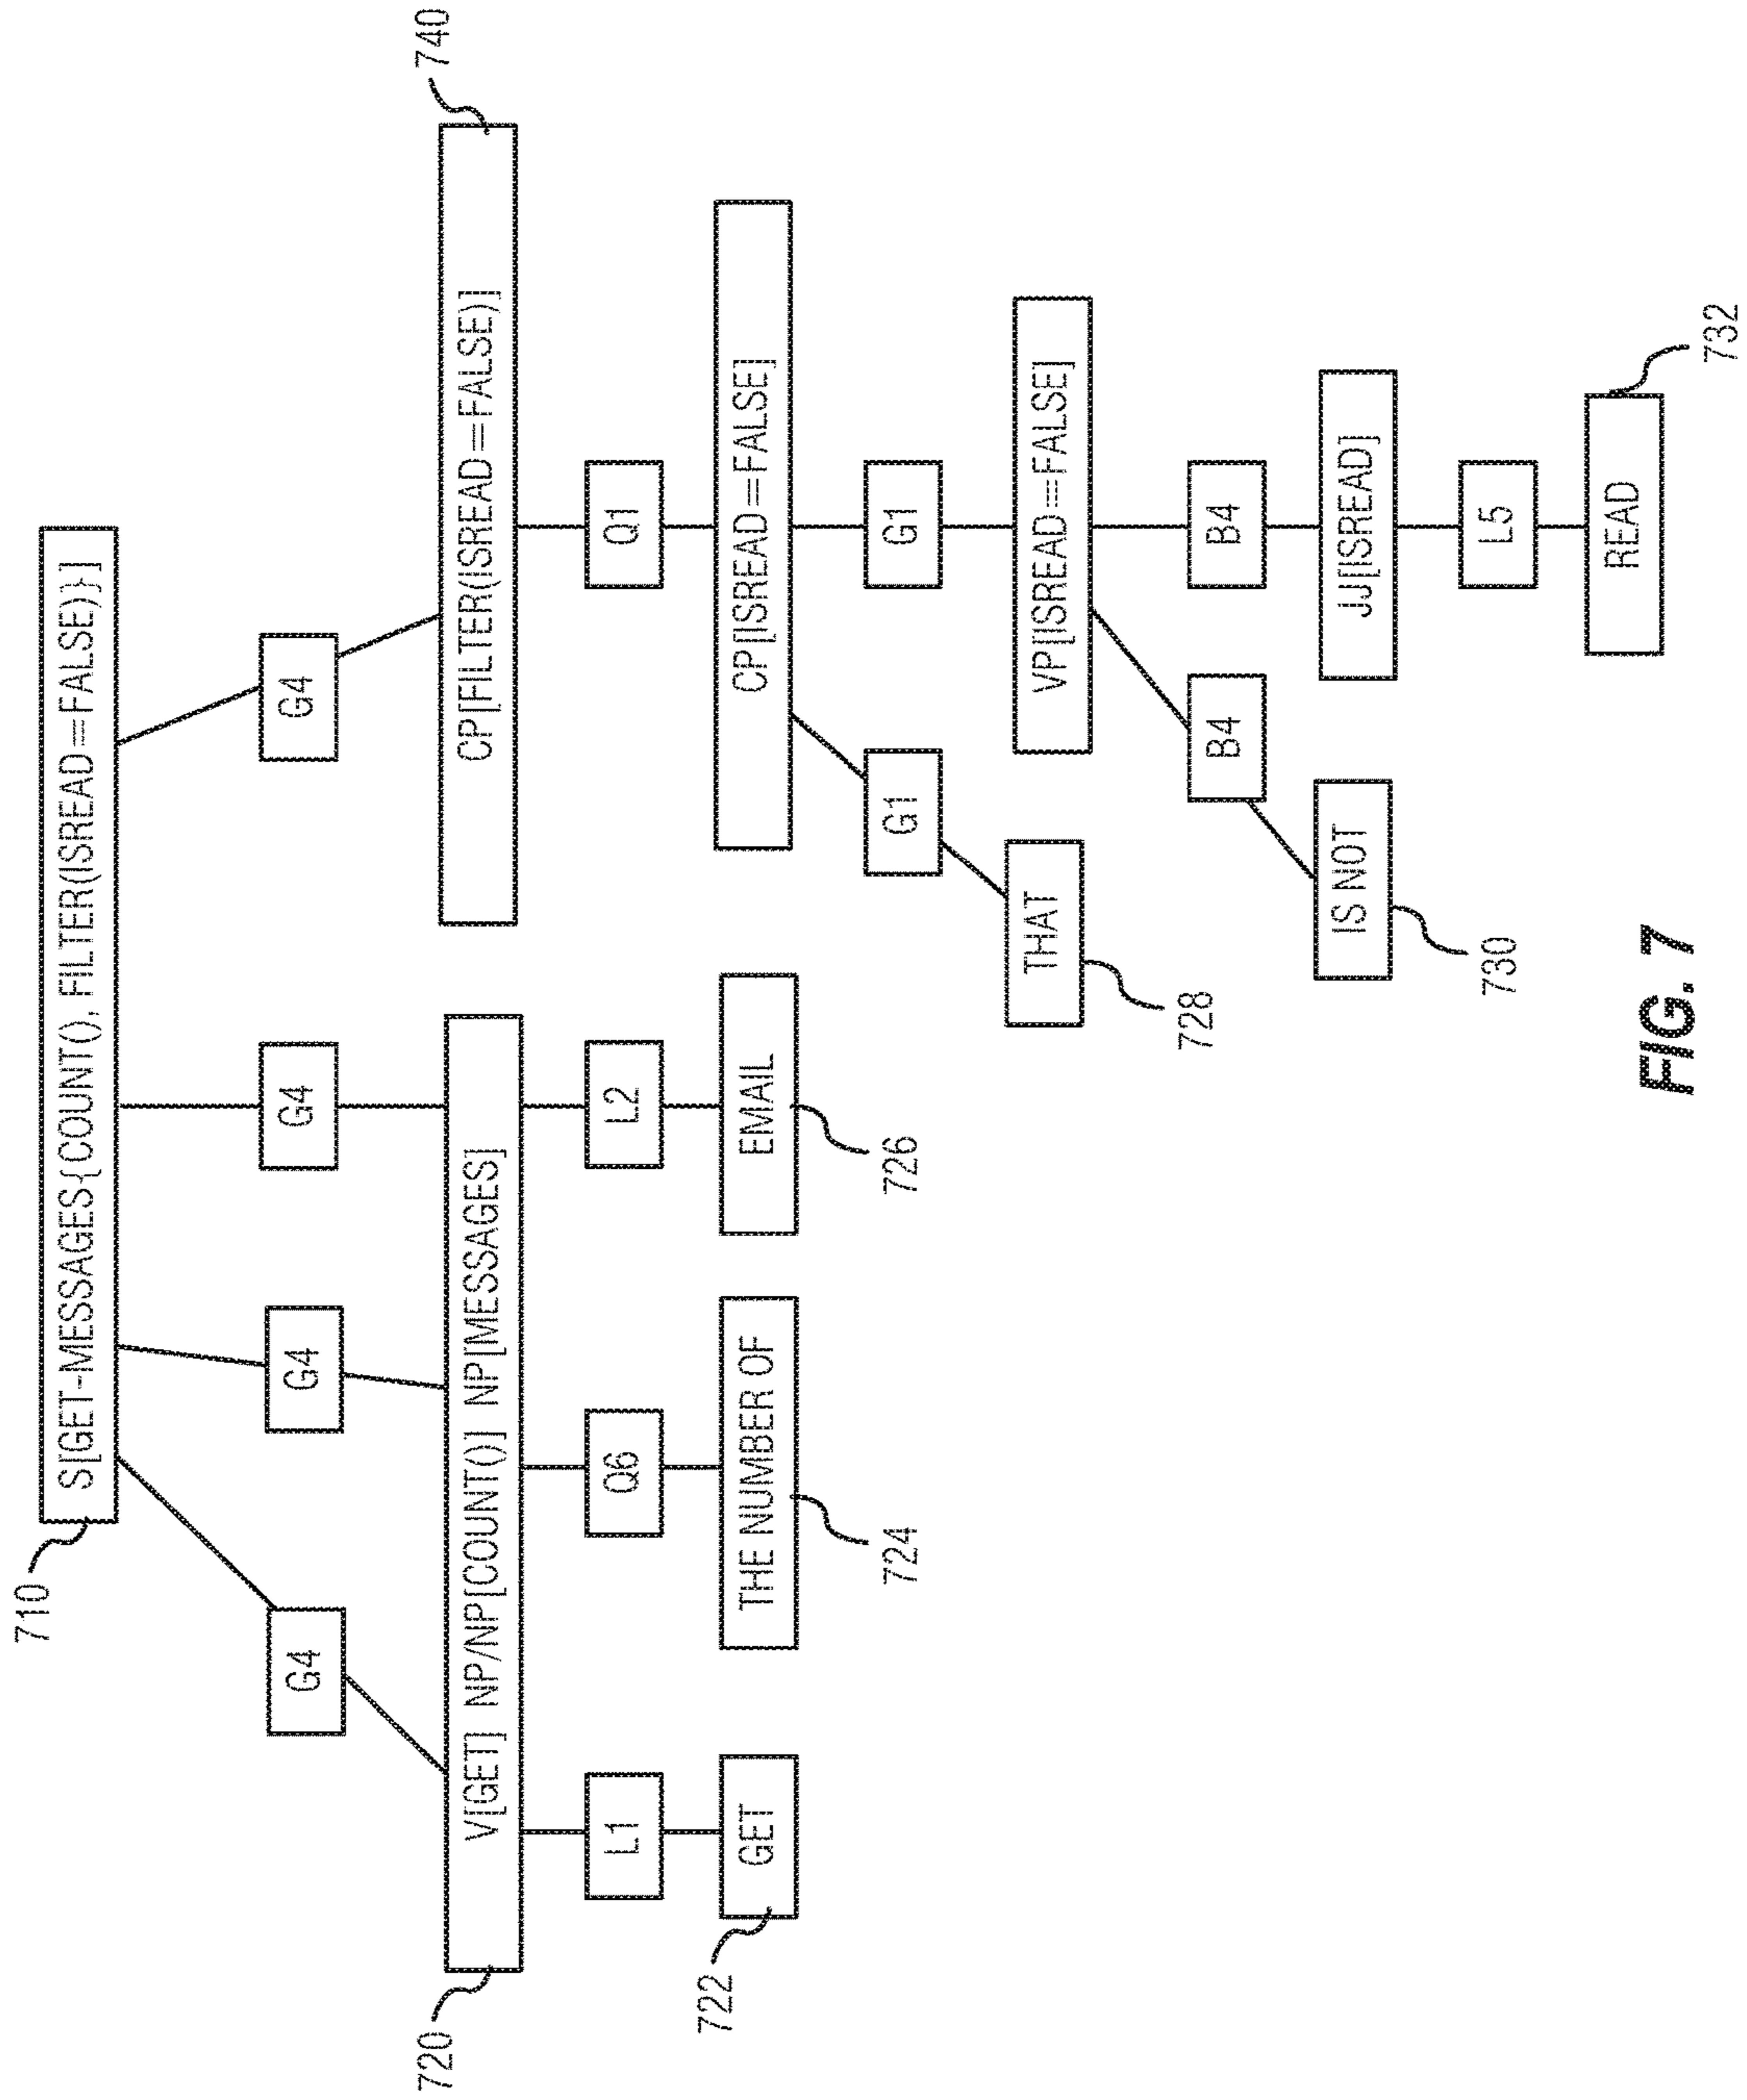 710
S[GET-MESSAGES{COUNT(), FILTER(ISREAD==FALSE)}]
G4
G4
G4
G4
720
V[GET] NP/NP[COUNT()] NP[MESSAGES]
CP[FILTER(ISREAD==FALSE)]
740
L1
Q6
L2
Q1
722
GET
THE NUMBER OF
724
EMAIL
726
CP[ISREAD==FALSE]
G1
G1
THAT
728
VP[ISREAD==FALSE]
B4
B4
IS NOT
730
JJ[ISREAD]
L5
READ
732
FIG. 7